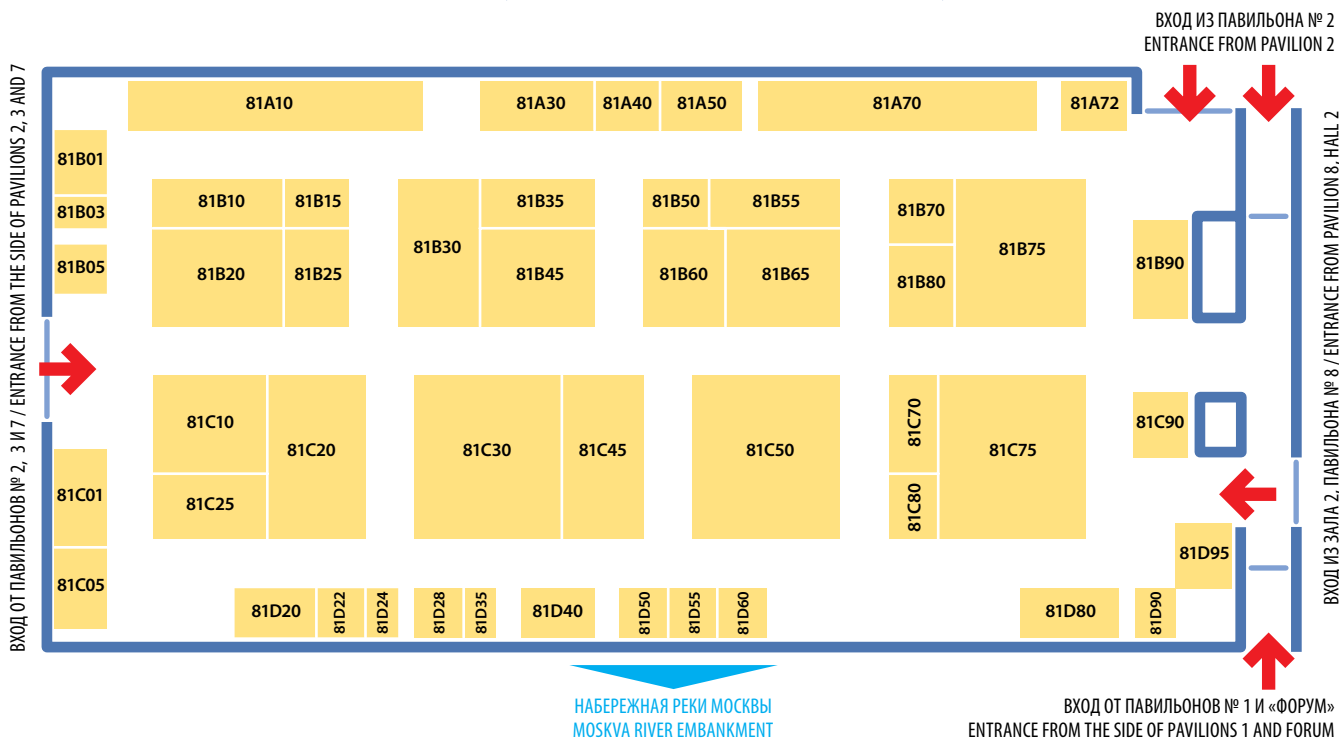 ВХОД ИЗ ПАВИЛЬОНА № 2
ENTRANCE FROM PAVILION 2
ВХОД ОТ ПАВИЛЬОНОВ № 2, 3 И 7 / ENTRANCE FROM THE SIDE OF PAVILIONS 2, 3 AND 7
81A10 81A30 81A40 81A50 81A70 81A72
81B01
81B03
81B05
81B10 81B15 81B35 81B50 81B55 81B70
81B30 81B75
81B20 81B25 81B45 81B60 81B65 81B80 81B90
81C10 81C70 81C90
81C20 81C30 81C45 81C50 81C75
81C01 81C25 81C80
81C05
81D95
81D20 81D22 81D24 81D28 81D35 81D40 81D50 81D55 81D60 81D80 81D90
ВХОД ИЗ ЗАЛА 2, ПАВИЛЬОНА № 8 / ENTRANCE FROM PAVILION 8, HALL 2
НАБЕРЕЖНАЯ РЕКИ МОСКВЫ
MOSKVA RIVER EMBANKMENT
ВХОД ОТ ПАВИЛЬОНОВ № 1 И «ФОРУМ»
ENTRANCE FROM THE SIDE OF PAVILIONS 1 AND FORUM